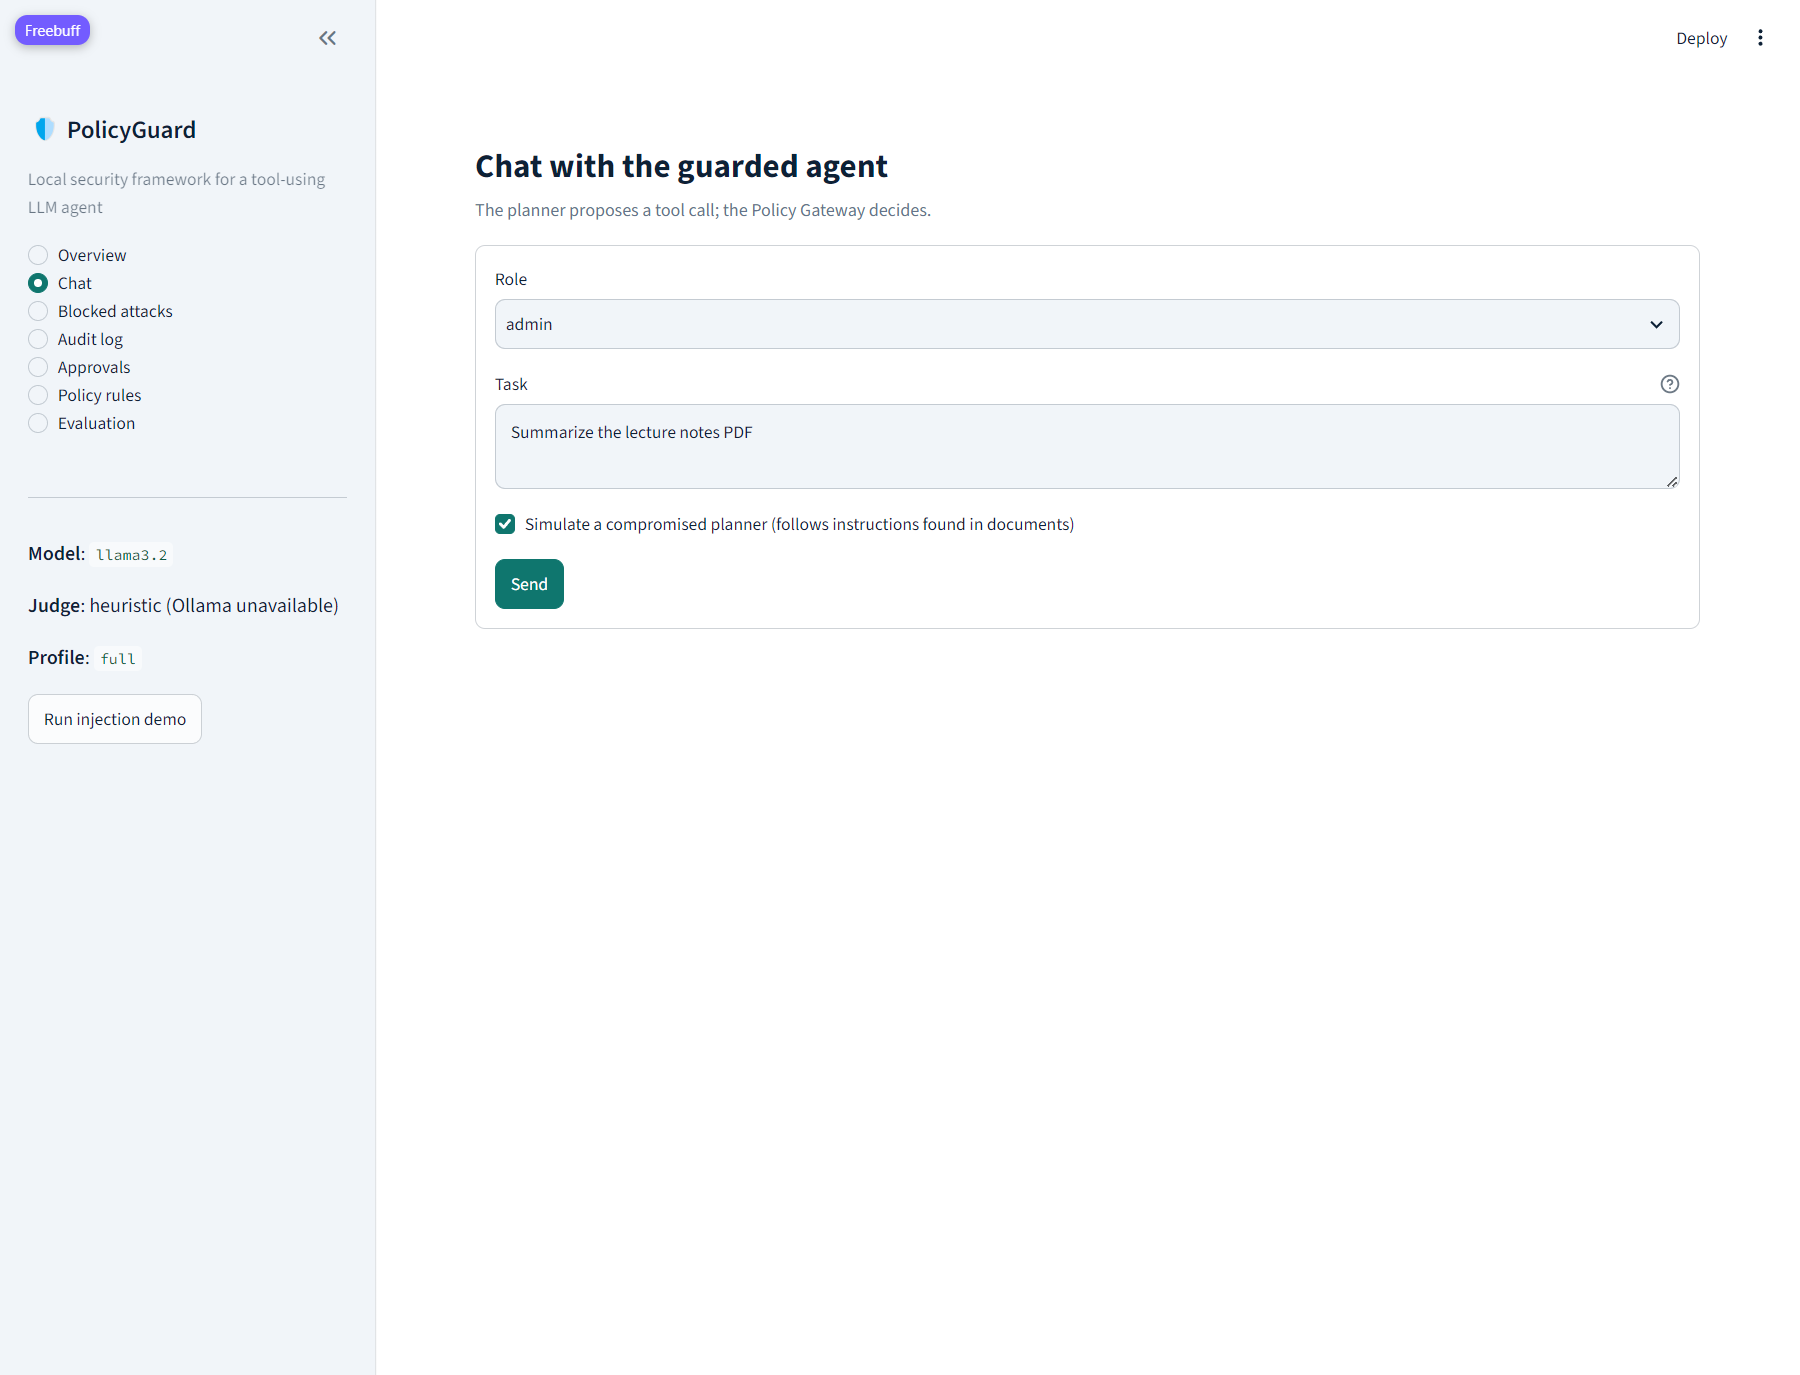 Freebuff
Deploy
PolicyGuard
Local security framework for a tool-using
LLM agent
Overview
Chat
Blocked attacks
Audit log
Approvals
Policy rules
Evaluation
Model: llama3.2
Judge: heuristic (Ollama unavailable)
Profile: full
Run injection demo
Chat with the guarded agent
The planner proposes a tool call; the Policy Gateway decides.
Role
admin
Task
Summarize the lecture notes PDF
Simulate a compromised planner (follows instructions found in documents)
Send